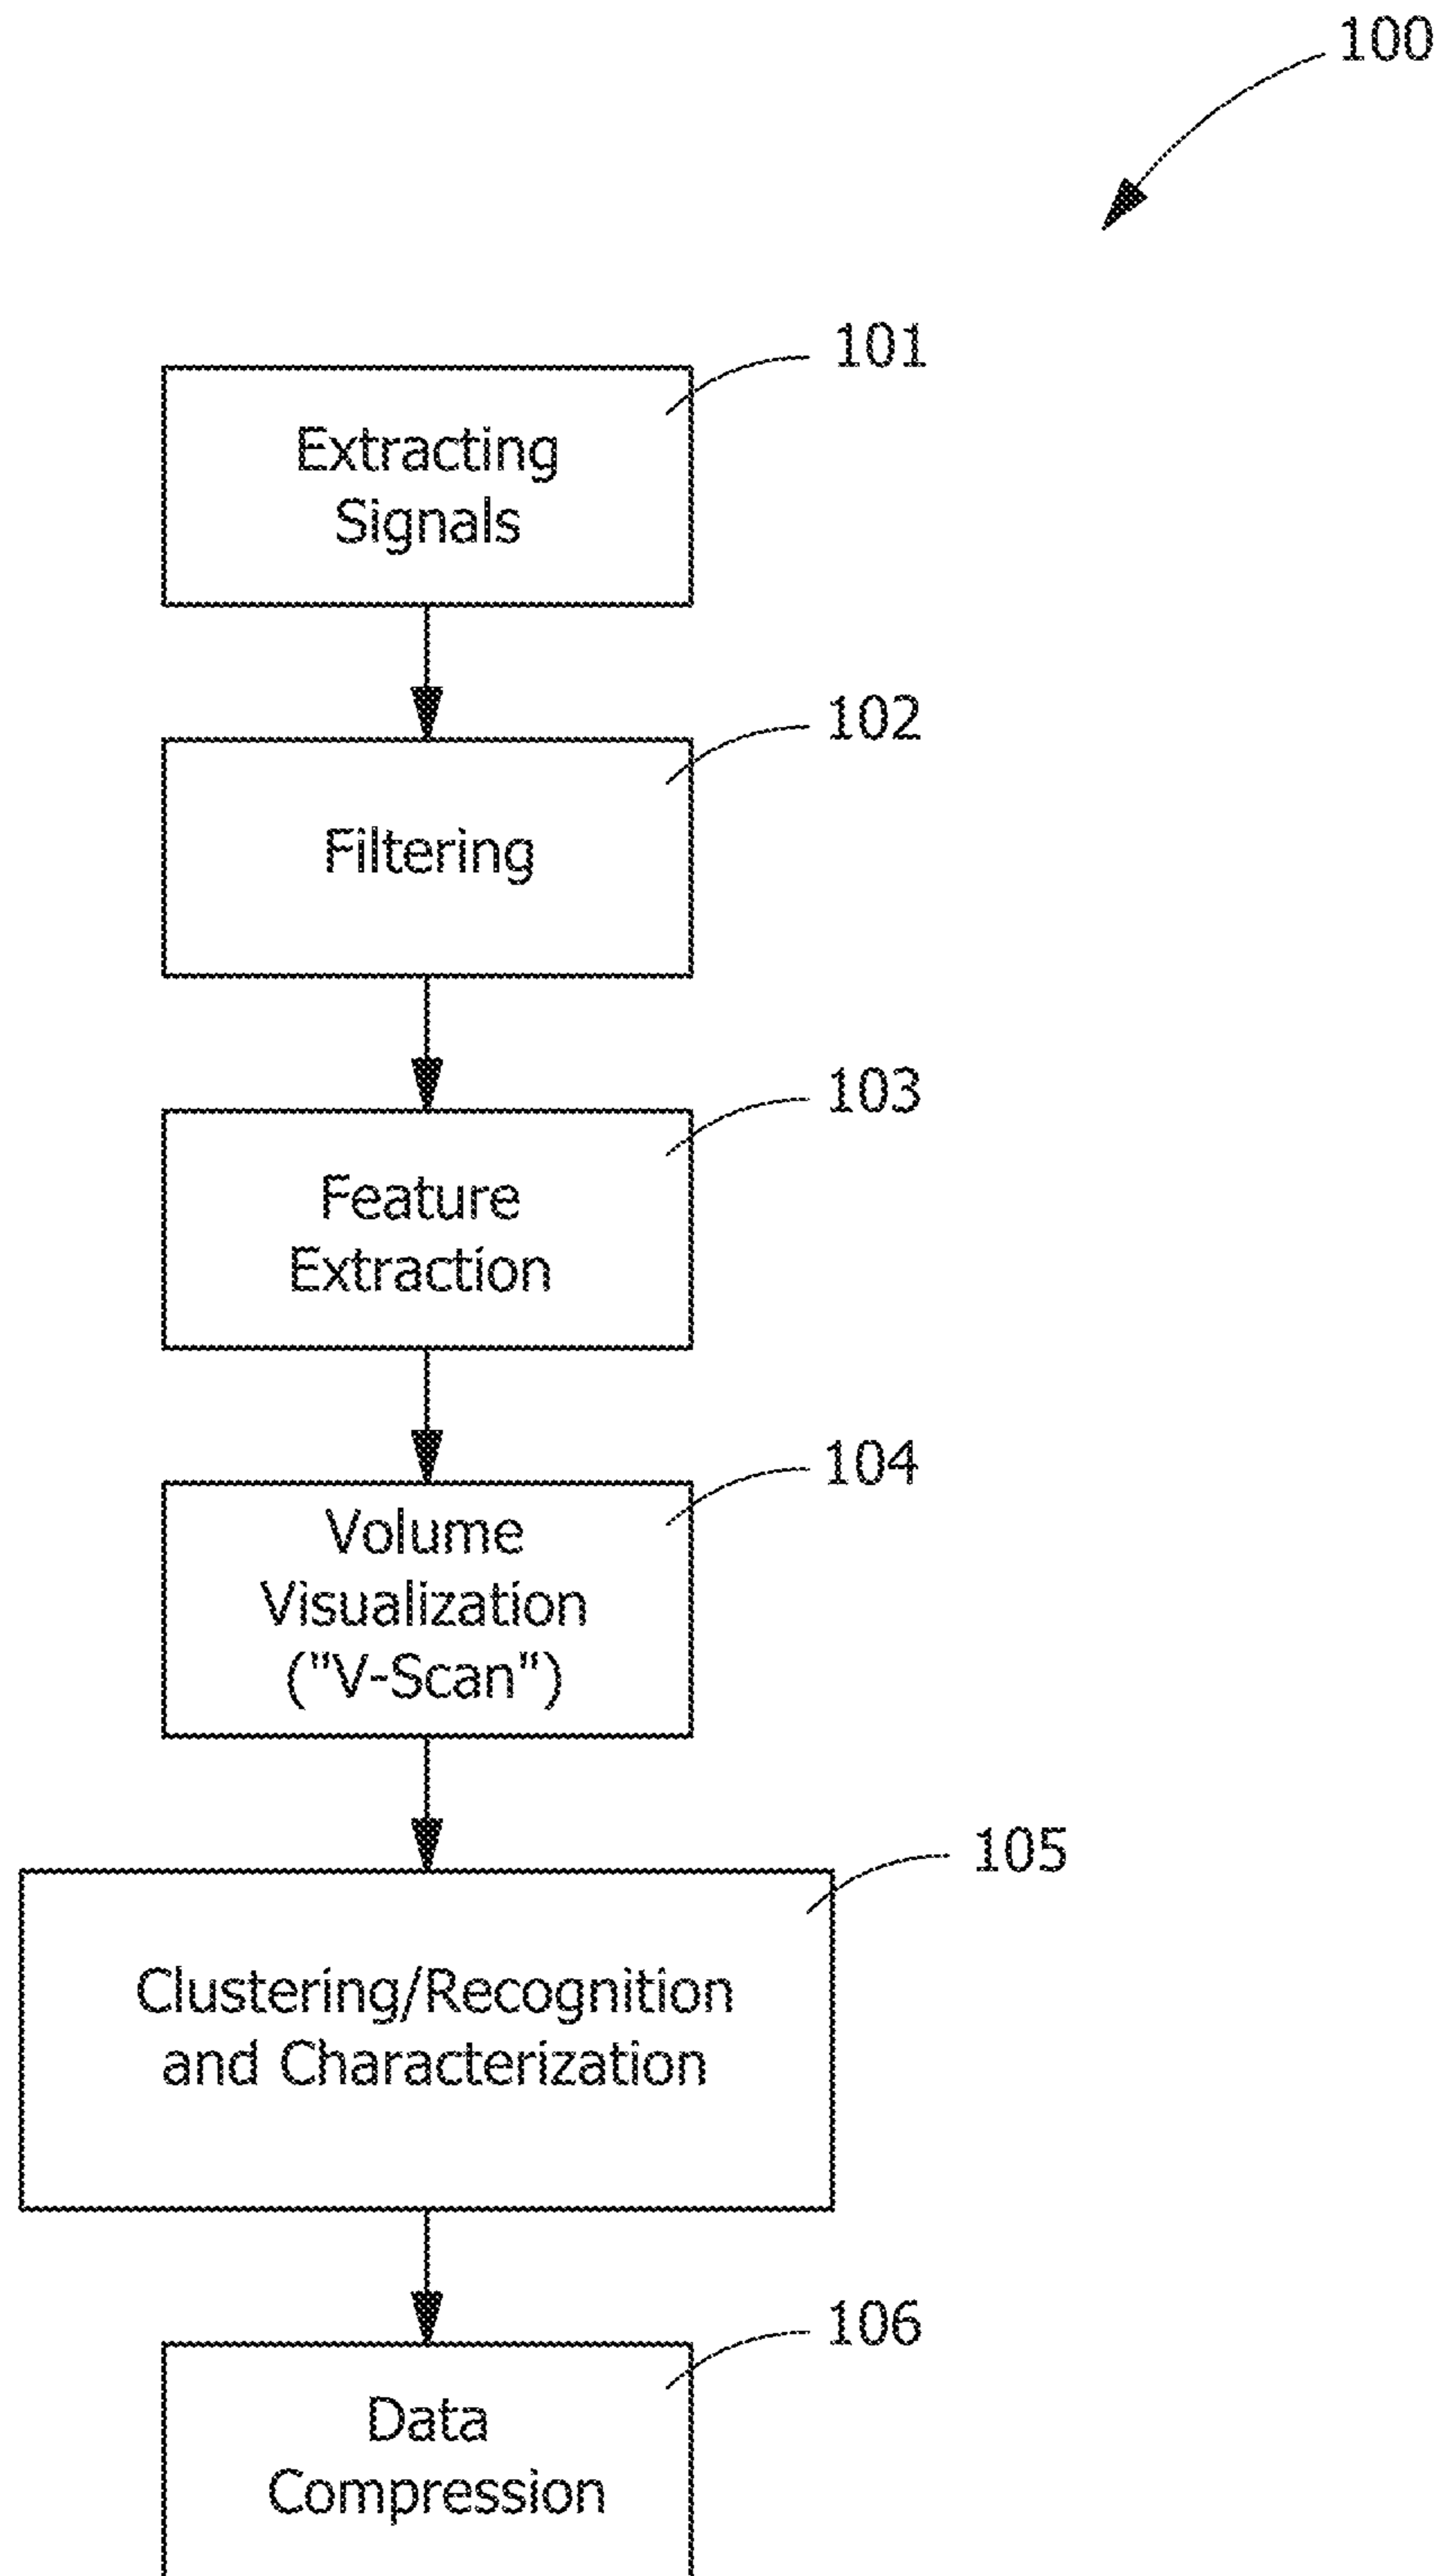 100
101
Extracting
Signals
102
Filtering
103
Feature
Extraction
104
Volume
Visualization
("V-Scan")
105
Clustering/Recognition
and Characterization
106
Data
Compression